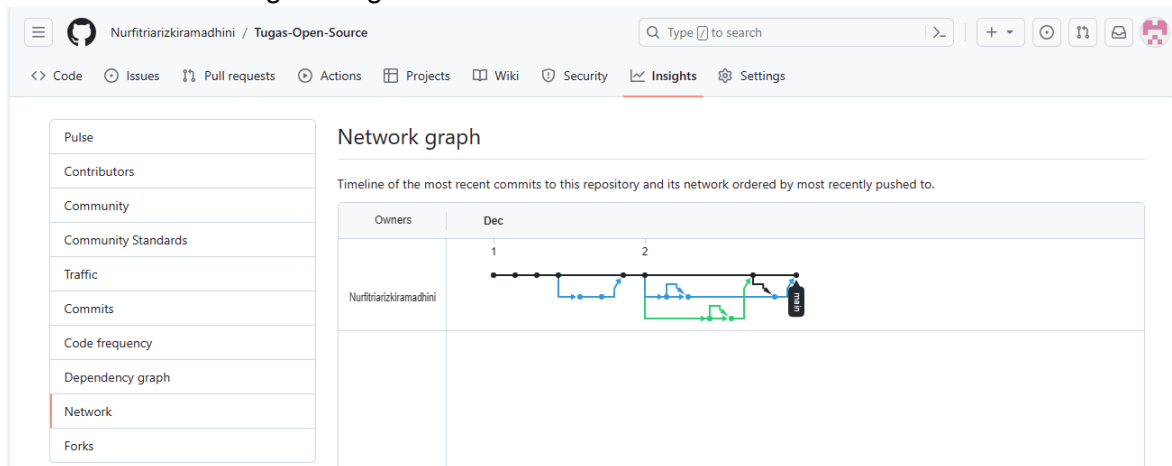 Nurfitriarizkiramadhini / Tugas-Open-Source
Type / to search
Code Issues Pull requests Actions Projects Wiki Security Insights Settings
Pulse
Contributors
Community
Community Standards
Traffic
Commits
Code frequency
Dependency graph
Network
Forks
Network graph
Timeline of the most recent commits to this repository and its network ordered by most recently pushed to.
Owners Dec
1 2
Nurfitriarizkiramadhini
main